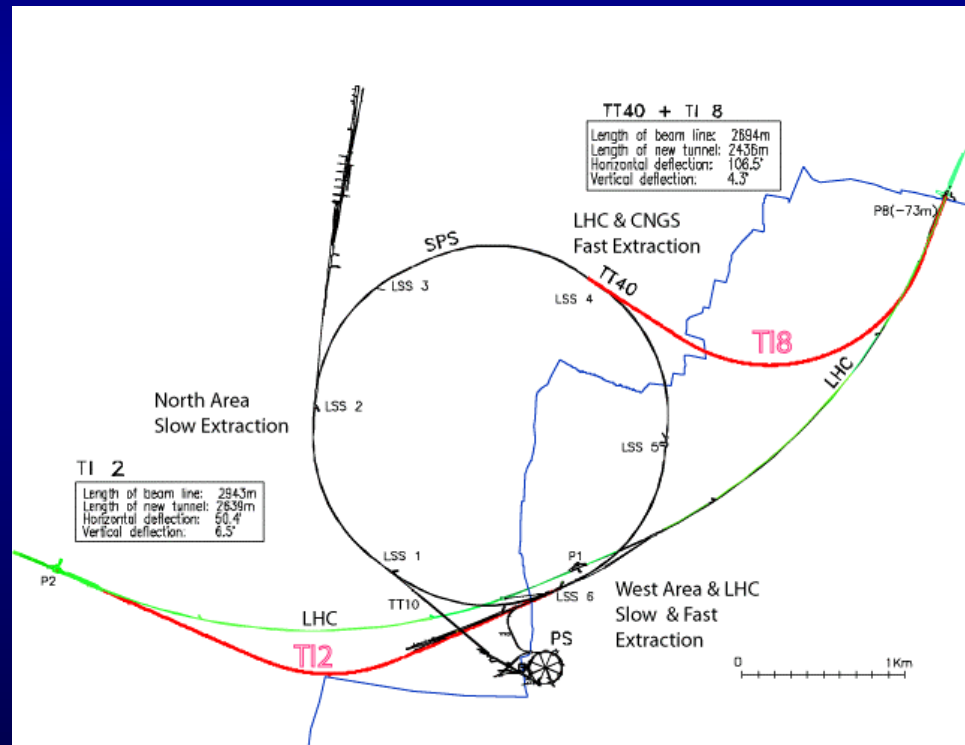 TT40 + TI 8
Length of beam line: 2694m
Length of new tunnel: 2436m
Horizontal deflection: 106.5°
Vertical deflection: 4.3°
P8(-73m)
LHC & CNGS
Fast Extraction
SPS
TT40
LSS 3
LSS 4
TI8
LHC
North Area
Slow Extraction
LSS 2
LSS 5
TI 2
Length of beam line: 2943m
Length of new tunnel: 2639m
Horizontal deflection: 50.4°
Vertical deflection: 6.5°
LSS 1
P1
P2
TT10
LSS 6
West Area & LHC
Slow & Fast
Extraction
LHC
TI2
PS
0
1Km